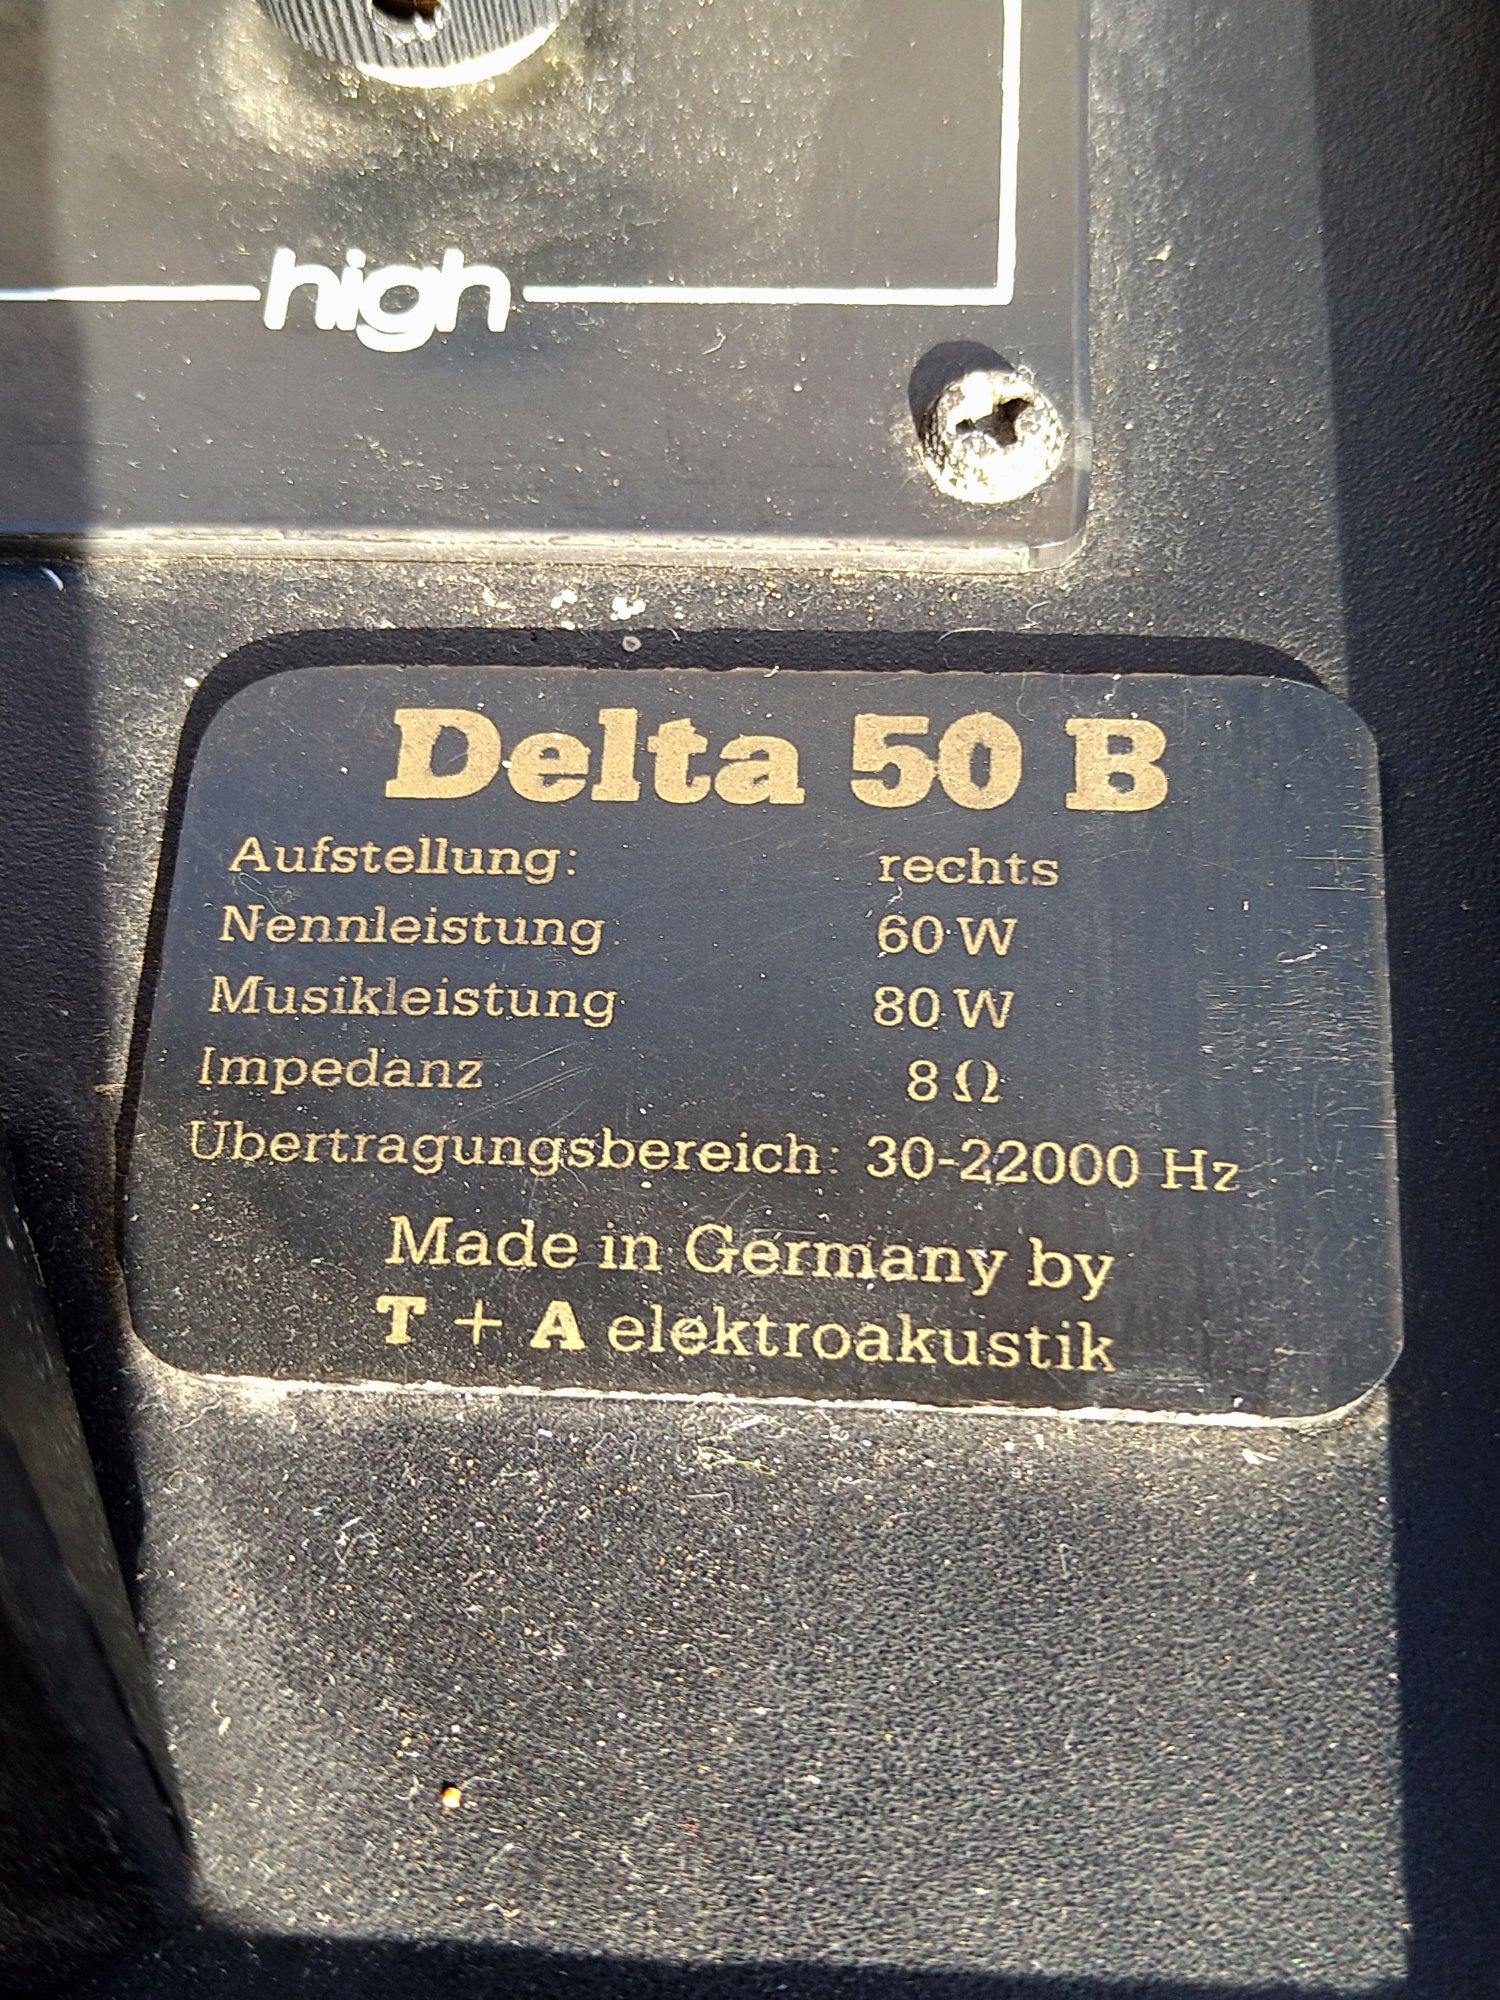 high
Delta 50 B
Aufstellung: rechts
Nennleistung: 60 W
Musikleistung: 80 W
Impedanz: 8 Ω
Übertragungsbereich: 30-22000 Hz
Made in Germany by
T + A elektroakustik